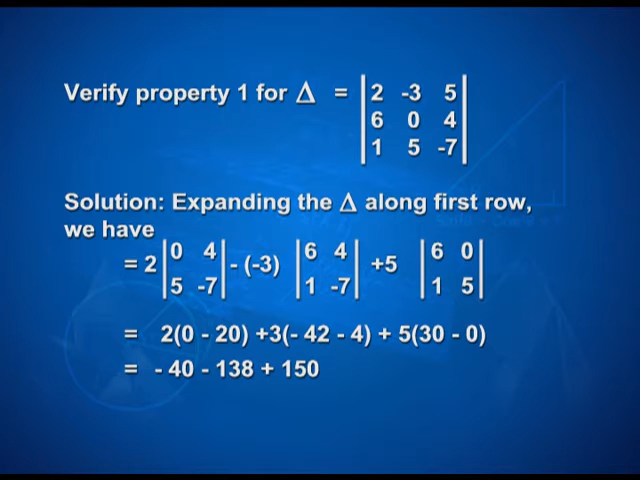 Verify property 1 for Δ = |2 -3 5|
|6 0 4|
|1 5 -7|
Solution: Expanding the Δ along first row,
we have
= 2 |0 4| - (-3) |6 4| +5 |6 0|
|5 -7| |1 -7| |1 5|
= 2(0 - 20) +3(- 42 - 4) + 5(30 - 0)
= - 40 - 138 + 150